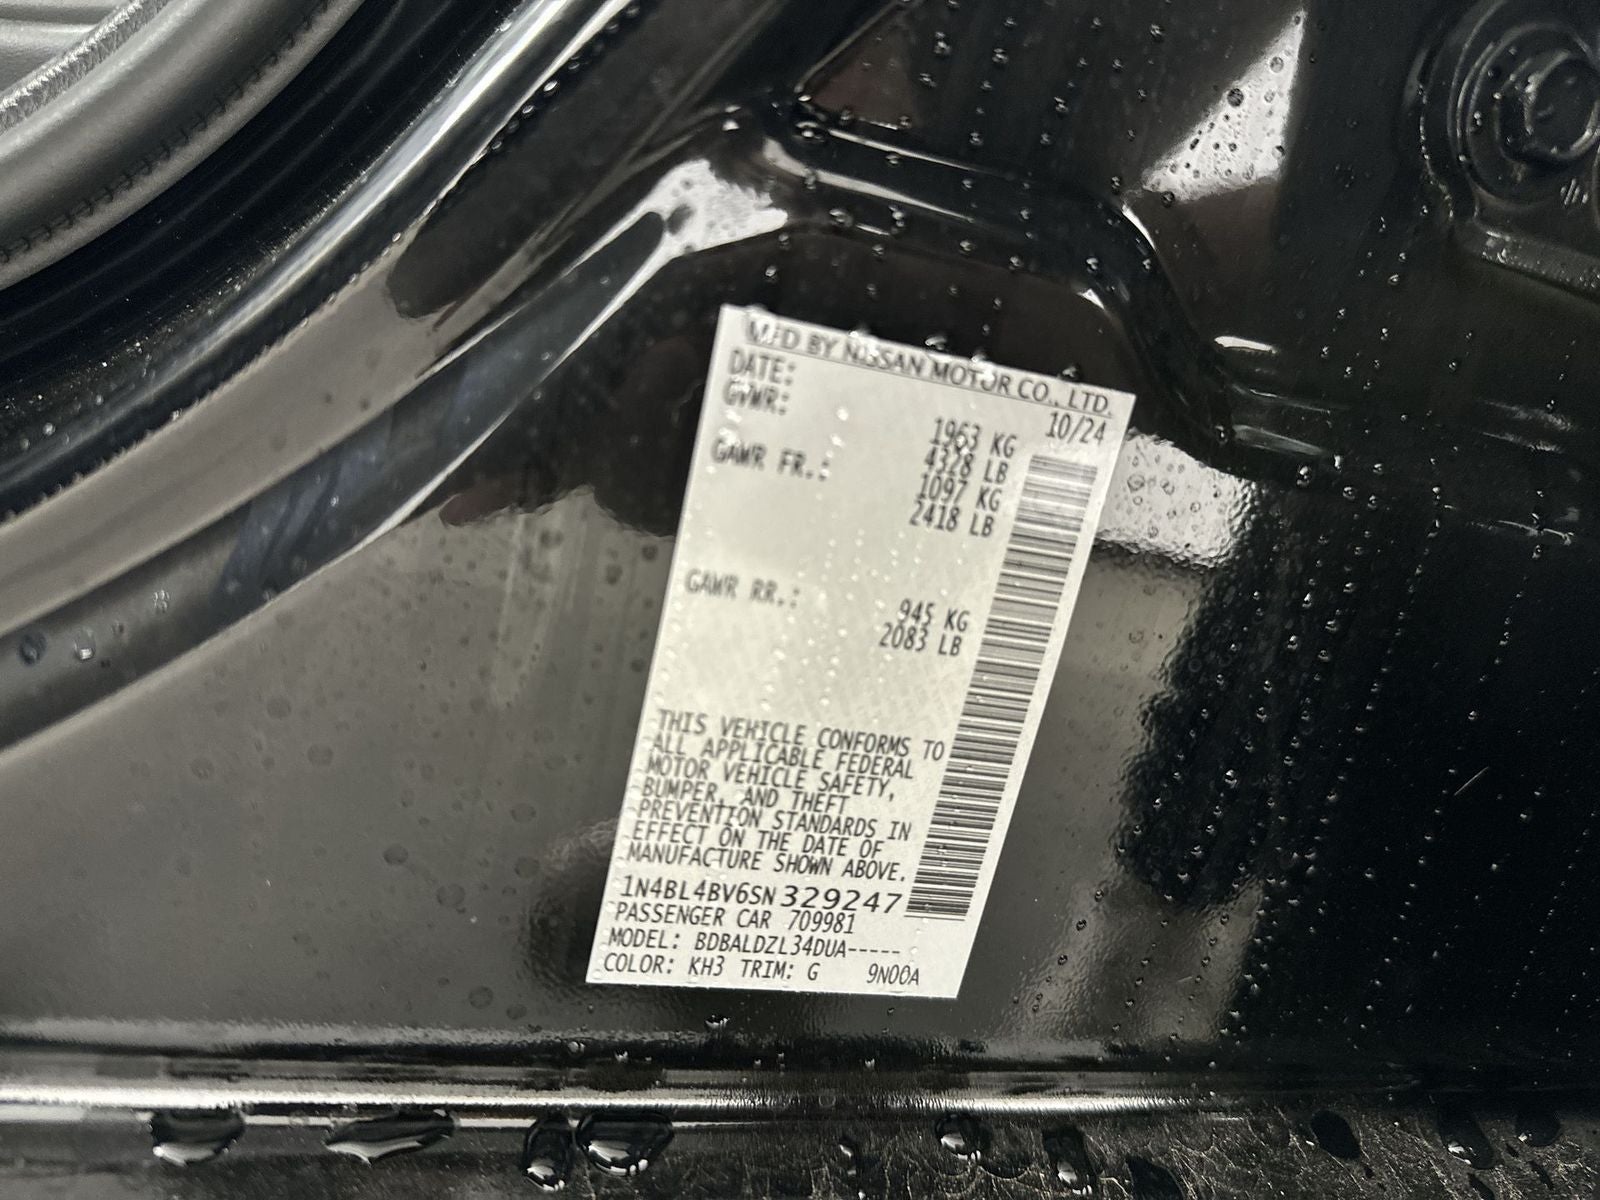 MFD BY NISSAN MOTOR CO., LTD.
DATE: 10/24
GVWR: 1963 KG
4328 LB
GAWR FR.: 1097 KG
2418 LB
GAWR RR.: 945 KG
2083 LB
THIS VEHICLE CONFORMS TO
ALL APPLICABLE FEDERAL
MOTOR VEHICLE SAFETY,
BUMPER, AND THEFT
PREVENTION STANDARDS IN
EFFECT ON THE DATE OF
MANUFACTURE SHOWN ABOVE.
1N4BL4BV6SN329247
PASSENGER CAR 709981
MODEL: BDBALDZL34DUA-----
COLOR: KH3 TRIM: G 9N00A